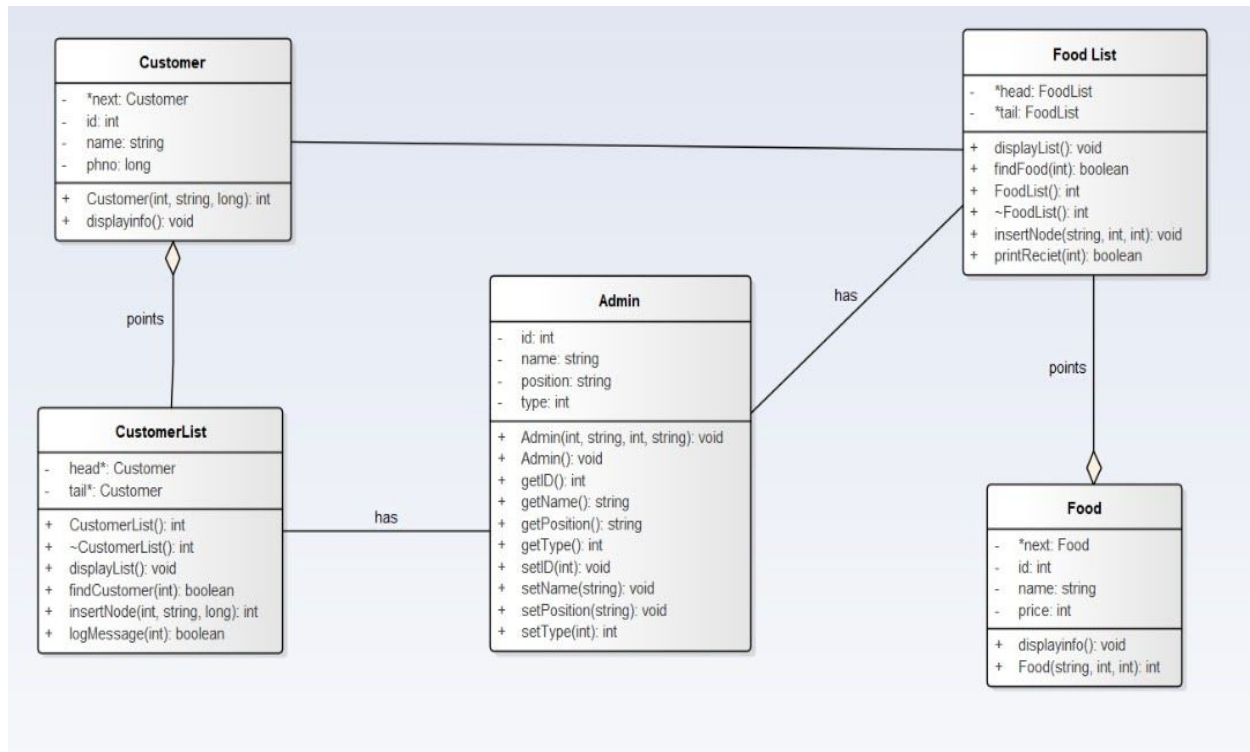 Customer
- *next: Customer
- id: int
- name: string
- phno: long
+ Customer(int, string, long): int
+ displayinfo(): void
Food List
- *head: FoodList
- *tail: FoodList
+ displayList(): void
+ findFood(int): boolean
+ FoodList(): int
+ ~FoodList(): int
+ insertNode(string, int, int): void
+ printReciet(int): boolean
points
has
Admin
- id: int
- name: string
- position: string
- type: int
+ Admin(int, string, int, string): void
+ Admin(): void
+ getID(): int
+ getName(): string
+ getPosition(): string
+ getType(): int
+ setID(int): void
+ setName(string): void
+ setPosition(string): void
+ setType(int): int
points
CustomerList
- head*: Customer
- tail*: Customer
+ CustomerList(): int
+ ~CustomerList(): int
+ displayList(): void
+ findCustomer(int): boolean
+ insertNode(int, string, long): int
+ logMessage(int): boolean
has
Food
- *next: Food
- id: int
- name: string
- price: int
+ displayinfo(): void
+ Food(string, int, int): int